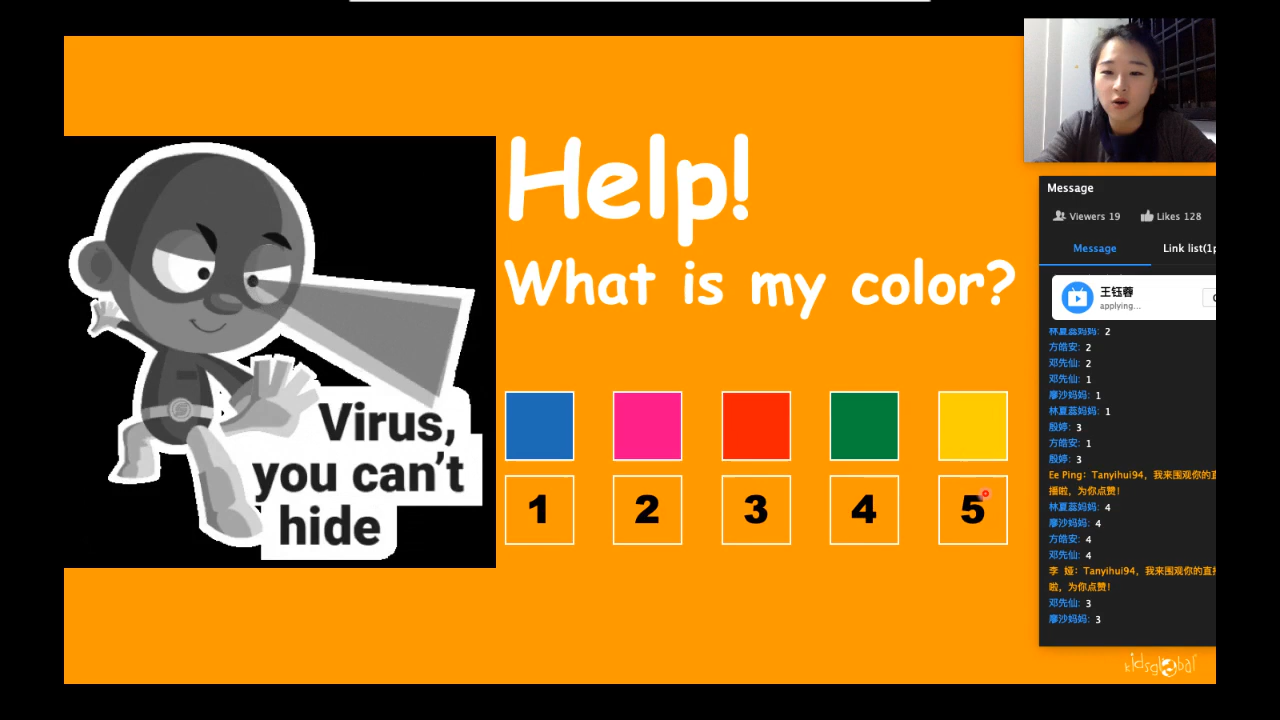 Help!
What is my color?
Virus,
you can't
hide
1 2 3 4 5
Message
Viewers 19 Likes 128
Message Link list(1p
王钰蓉
applying...
林夏蕊妈妈: 2
方皓安: 2
邓先仙: 2
邓先仙: 1
廖沙妈妈: 1
林夏蕊妈妈: 1
殷婷: 3
方皓安: 1
殷婷: 3
Ee Ping: Tanyihui94, 我来围观你的直
播啦，为你点赞！
林夏蕊妈妈: 4
廖沙妈妈: 4
方皓安: 4
邓先仙: 4
李 娅: Tanyihui94, 我来围观你的直播
啦，为你点赞！
邓先仙: 3
廖沙妈妈: 3
kidsglobal